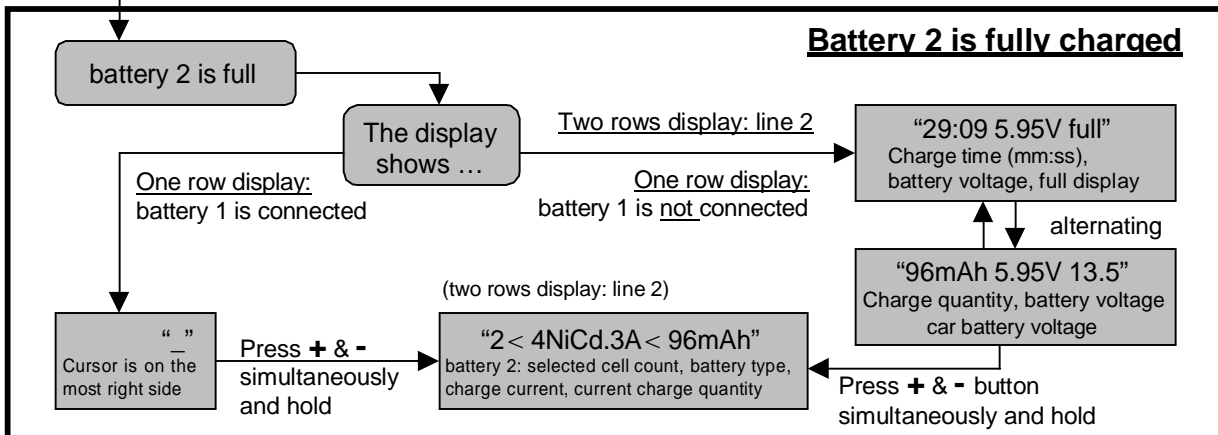 Battery 2 is fully charged
battery 2 is full
The display
shows …
Two rows display: line 2
One row display:
battery 1 is not connected
One row display:
battery 1 is connected
“29:09 5.95V full”
Charge time (mm:ss),
battery voltage, full display
alternating
“96mAh 5.95V 13.5”
Charge quantity, battery voltage
car battery voltage
“_”
Cursor is on the
most right side
Press + & -
simultaneously
and hold
(two rows display: line 2)
“2< 4NiCd.3A< 96mAh”
battery 2: selected cell count, battery type,
charge current, current charge quantity
Press + & - button
simultaneously and hold